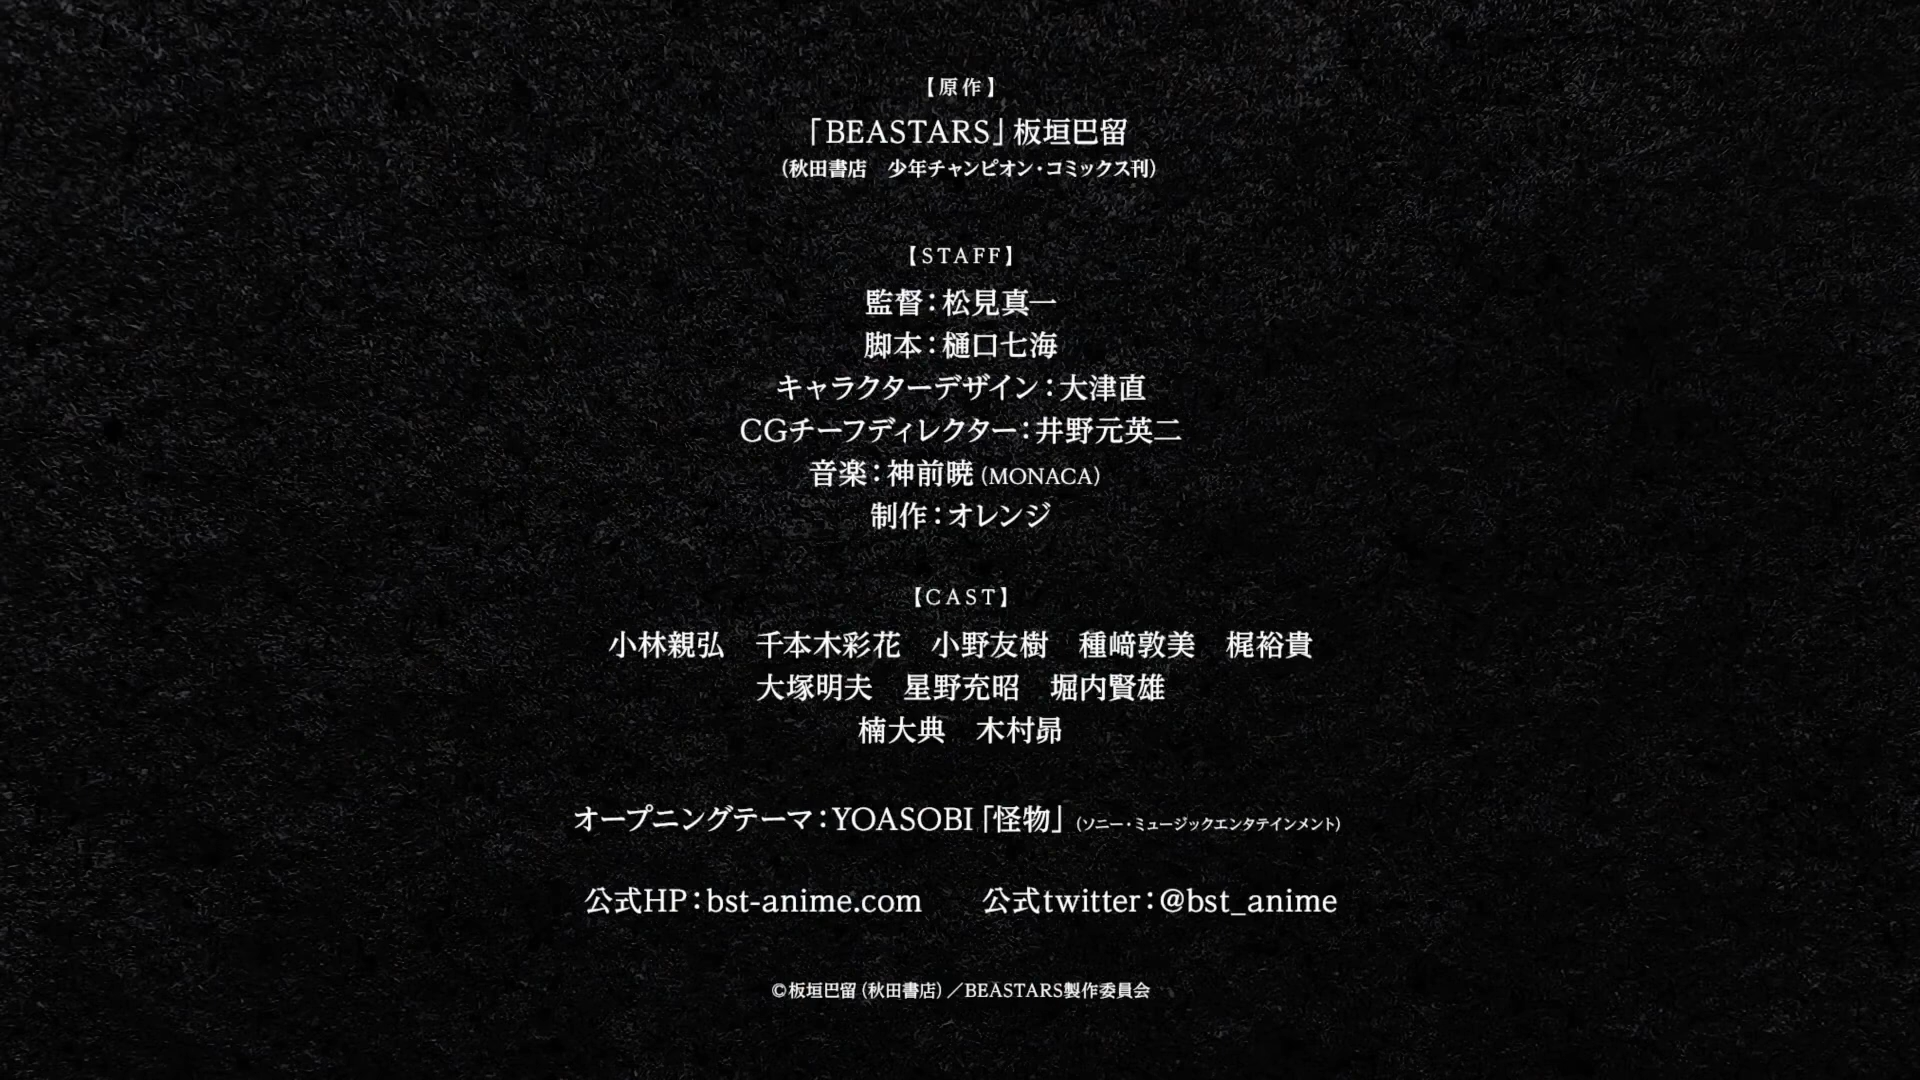 【原作】
「BEASTARS」板垣巴留
（秋田書店　少年チャンピオン・コミックス刊）
【STAFF】
監督：松見真一
脚本：樋口七海
キャラクターデザイン：大津直
CGチーフディレクター：井野元英二
音楽：神前暁（MONACA）
制作：オレンジ
【CAST】
小林親弘　千本木彩花　小野友樹　種﨑敦美　梶裕貴
大塚明夫　星野充昭　堀内賢雄
楠大典　木村昴
オープニングテーマ：YOASOBI「怪物」（ソニー・ミュージックエンタテインメント）
公式HP：bst-anime.com　　公式twitter：@bst_anime
©板垣巴留（秋田書店）／BEASTARS製作委員会